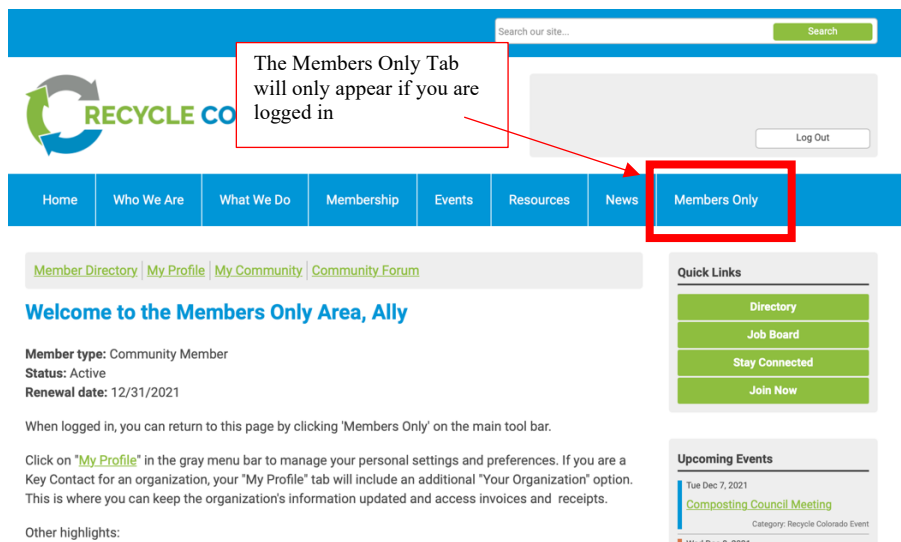 Search our site...
Search
The Members Only Tab
will only appear if you are
logged in
RECYCLE CO
Log Out
Home
Who We Are
What We Do
Membership
Events
Resources
News
Members Only
Member Directory
My Profile
My Community
Community Forum
Welcome to the Members Only Area, Ally
Member type: Community Member
Status: Active
Renewal date: 12/31/2021
When logged in, you can return to this page by clicking 'Members Only' on the main tool bar.
Click on "My Profile" in the gray menu bar to manage your personal settings and preferences. If you are a
Key Contact for an organization, your "My Profile" tab will include an additional "Your Organization" option.
This is where you can keep the organization's information updated and access invoices and receipts.
Other highlights:
Quick Links
Directory
Job Board
Stay Connected
Join Now
Upcoming Events
Tue Dec 7, 2021
Composting Council Meeting
Category: Recycle Colorado Event